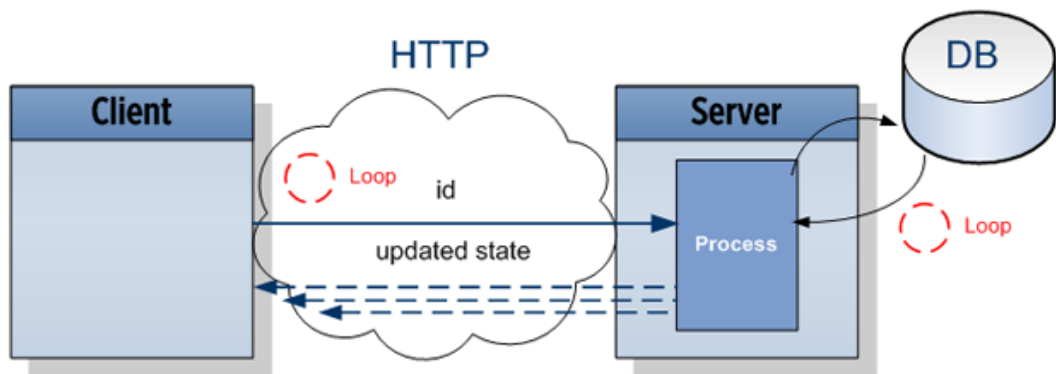 HTTP
DB
Client
Server
Loop
id
updated state
Process
Loop